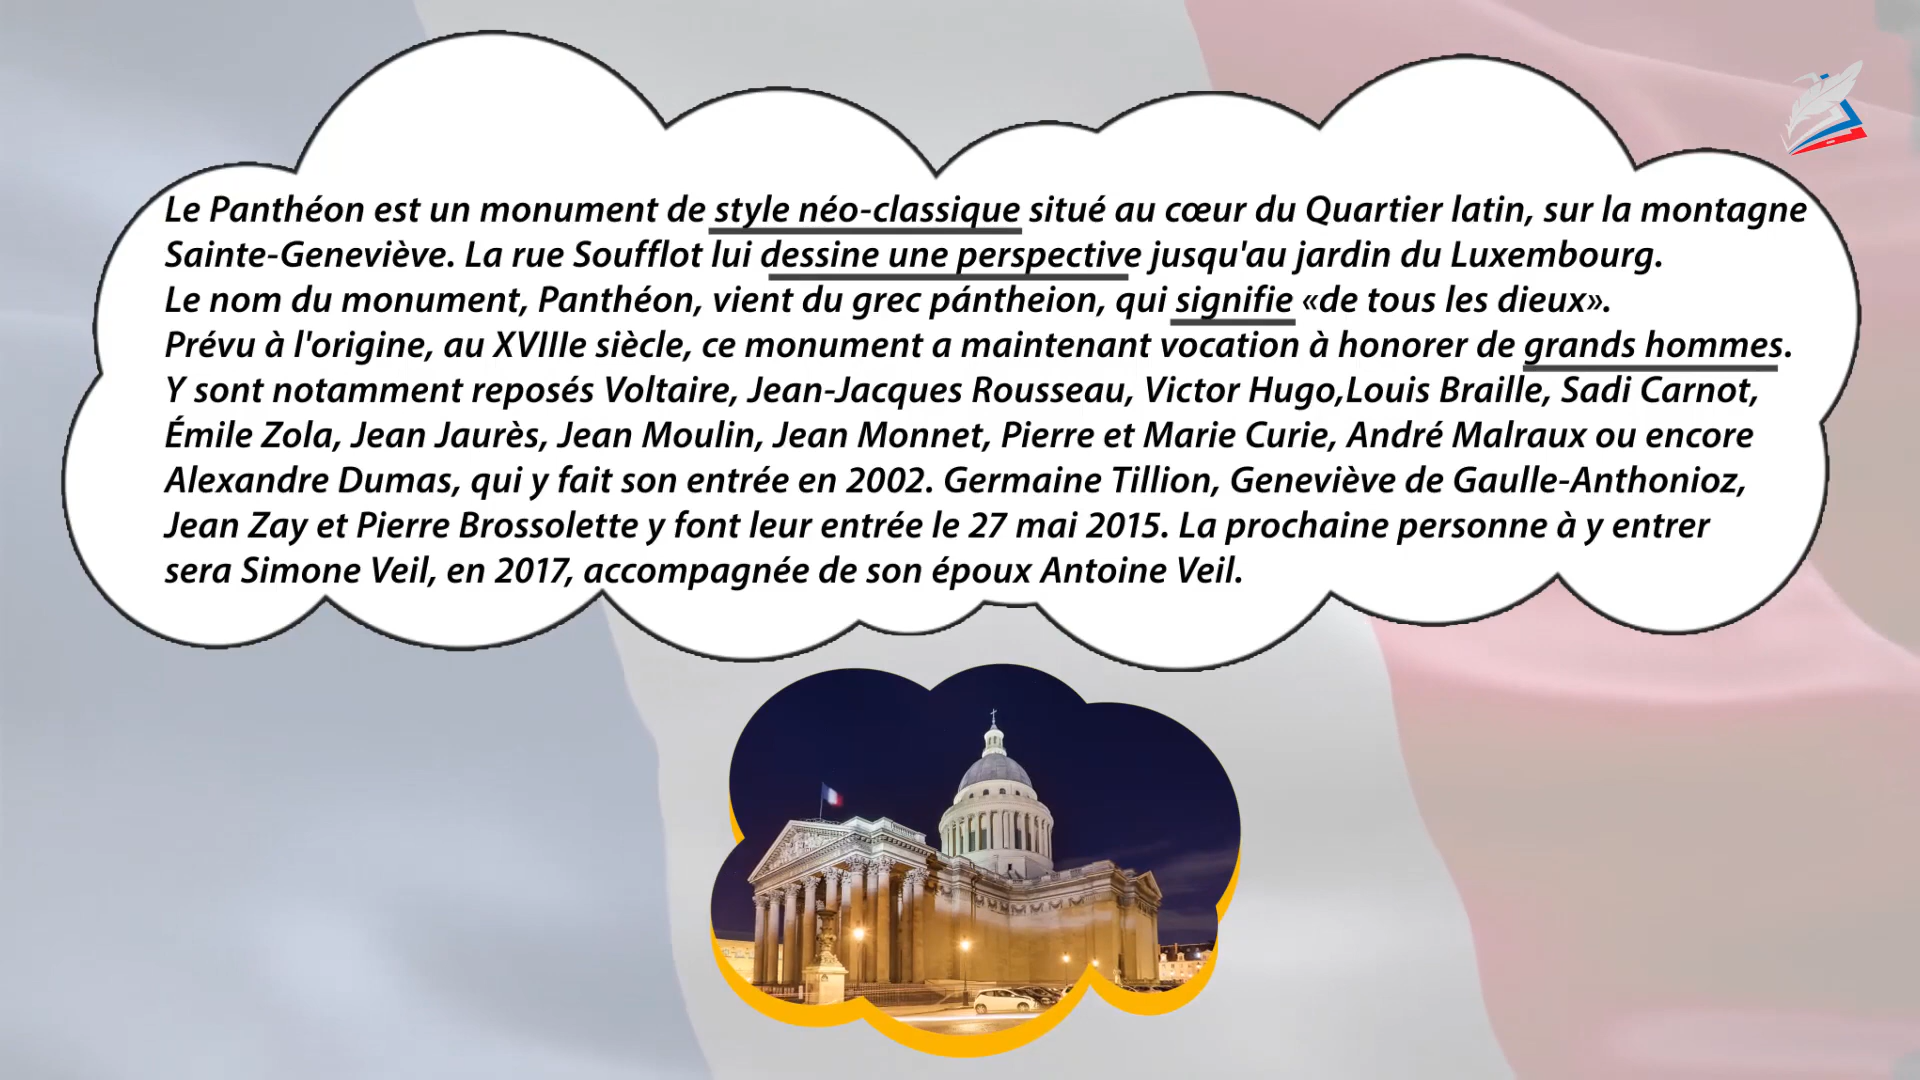 Le Panthéon est un monument de style néo-classique situé au cœur du Quartier latin, sur la montagne
Sainte-Geneviève. La rue Soufflot lui dessine une perspective jusqu'au jardin du Luxembourg.
Le nom du monument, Panthéon, vient du grec pántheion, qui signifie «de tous les dieux».
Prévu à l'origine, au XVIIIe siècle, ce monument a maintenant vocation à honorer de grands hommes.
Y sont notamment reposés Voltaire, Jean-Jacques Rousseau, Victor Hugo,Louis Braille, Sadi Carnot,
Émile Zola, Jean Jaurès, Jean Moulin, Jean Monnet, Pierre et Marie Curie, André Malraux ou encore
Alexandre Dumas, qui y fait son entrée en 2002. Germaine Tillion, Geneviève de Gaulle-Anthonioz,
Jean Zay et Pierre Brossolette y font leur entrée le 27 mai 2015. La prochaine personne à y entrer
sera Simone Veil, en 2017, accompagnée de son époux Antoine Veil.